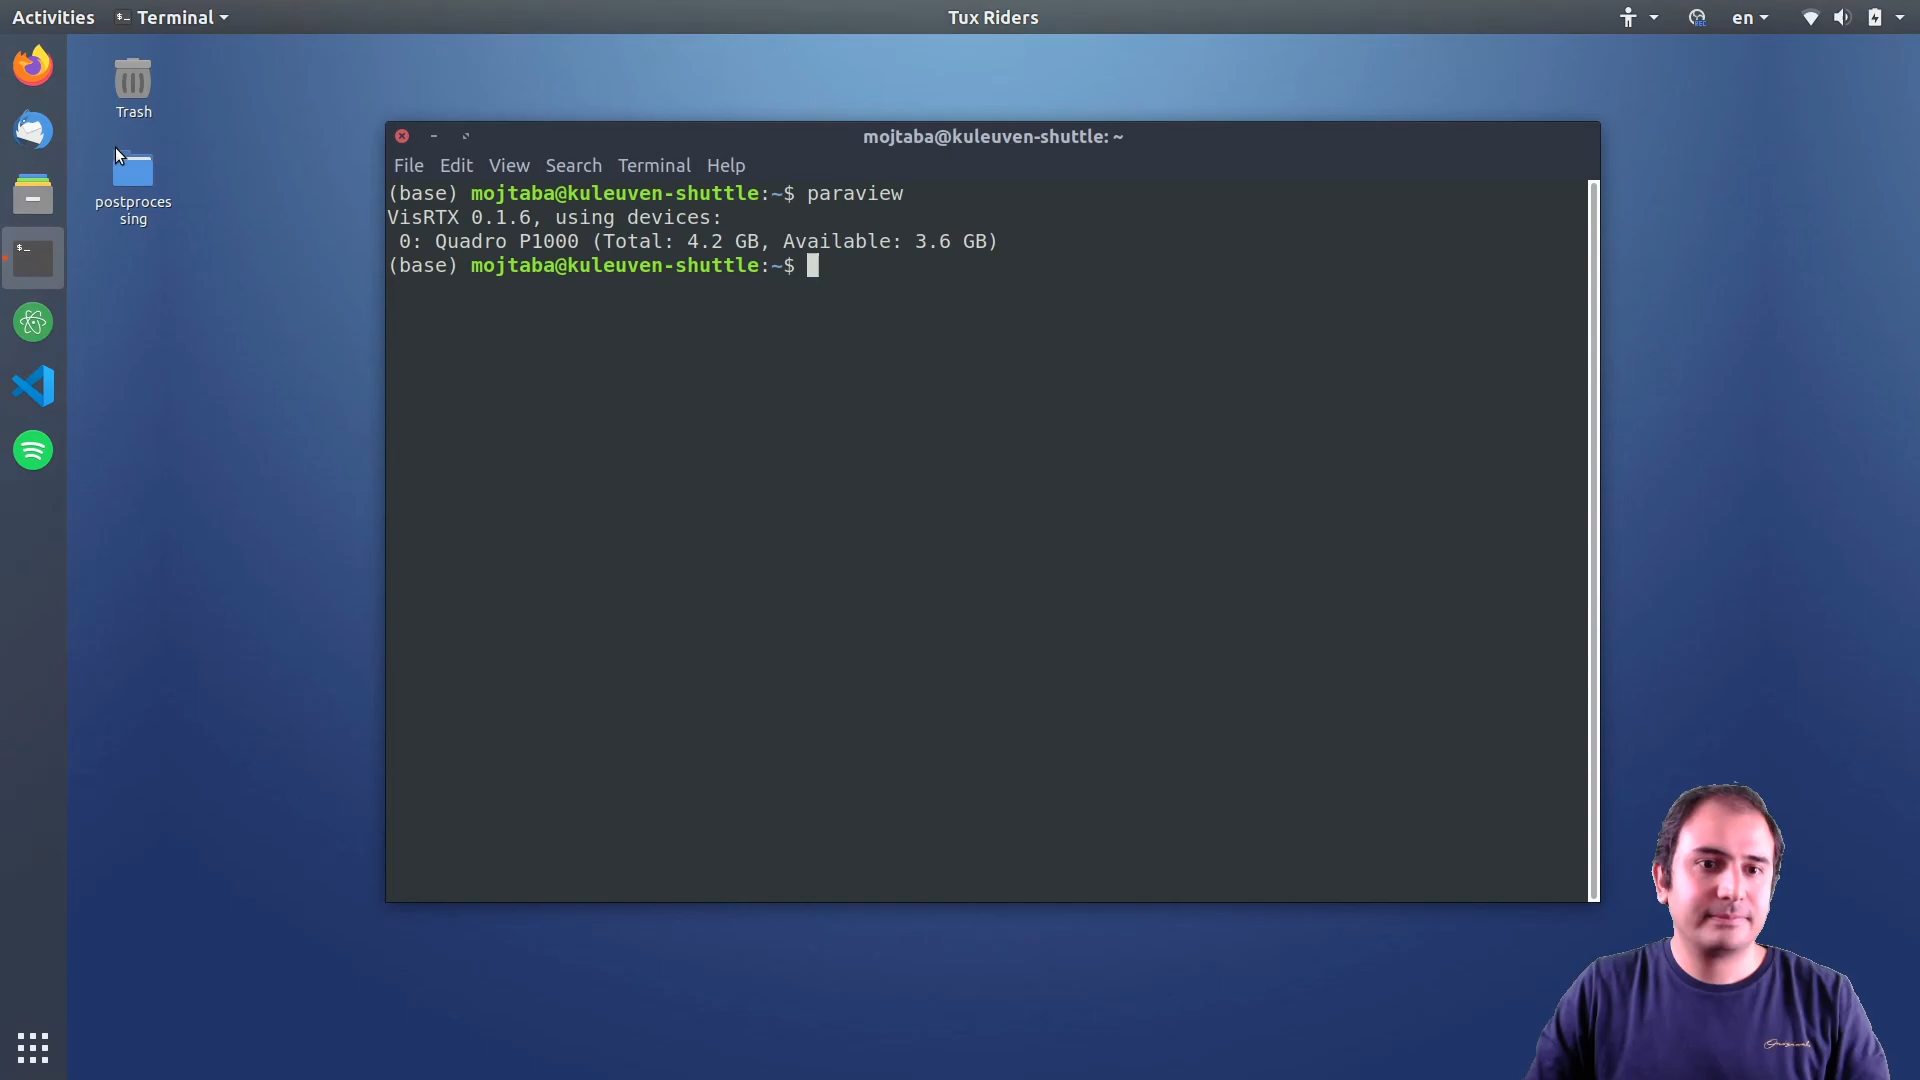 Activities
Terminal
Tux Riders
en
Trash
postproces
sing
mojtaba@kuleuven-shuttle: ~
File Edit View Search Terminal Help
(base) mojtaba@kuleuven-shuttle:~$ paraview
VisRTX 0.1.6, using devices:
 0: Quadro P1000 (Total: 4.2 GB, Available: 3.6 GB)
(base) mojtaba@kuleuven-shuttle:~$